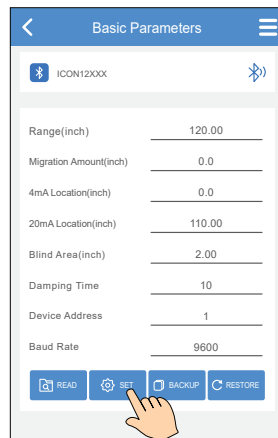 Basic Parameters
ICON12XXX
Range(inch) 120.00
Migration Amount(inch) 0.0
4mA Location(inch) 0.0
20mA Location(inch) 110.00
Blind Area(inch) 2.00
Damping Time 10
Device Address 1
Baud Rate 9600
READ SET BACKUP RESTORE